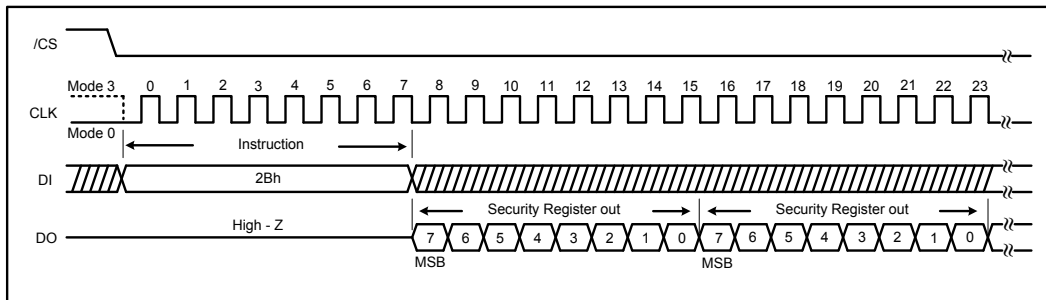 /CS
Mode 3 0 1 2 3 4 5 6 7 8 9 10 11 12 13 14 15 16 17 18 19 20 21 22 23
CLK
Mode 0
Instruction
DI 2Bh
Security Register out Security Register out
DO High - Z 7 6 5 4 3 2 1 0 7 6 5 4 3 2 1 0
MSB MSB